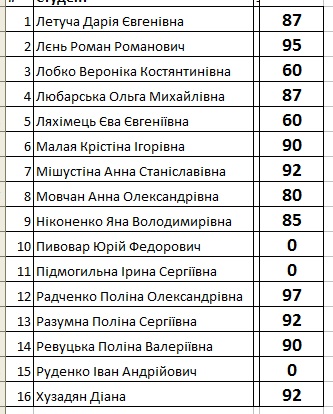 1 Летуча Дарія Євгенівна 87
2 Лєнь Роман Романович 95
3 Лобко Вероніка Костянтинівна 60
4 Любарська Ольга Михайлівна 87
5 Ляхімець Єва Євгеніївна 60
6 Малая Крістіна Ігорівна 90
7 Мішустіна Анна Станіславівна 92
8 Мовчан Анна Олександрівна 80
9 Ніконенко Яна Володимирівна 85
10 Пивовар Юрій Федорович 0
11 Підмогильна Ірина Сергіївна 0
12 Радченко Поліна Олександрівна 97
13 Разумна Поліна Сергіївна 92
14 Ревуцька Поліна Валеріївна 90
15 Руденко Іван Андрійович 0
16 Хузадян Діана 92